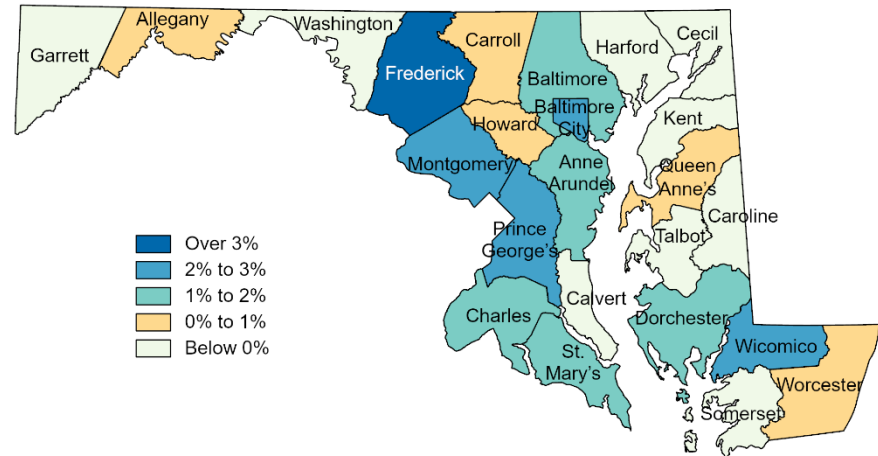 Garrett
Allegany
Washington
Frederick
Carroll
Baltimore
Harford
Cecil
Baltimore
City
Howard
Kent
Montgomery
Anne
Arundel
Queen
Anne's
Caroline
Talbot
Prince
George's
Over 3%
2% to 3%
1% to 2%
0% to 1%
Below 0%
Calvert
Charles
St.
Mary's
Dorchester
Wicomico
Worcester
Somerset